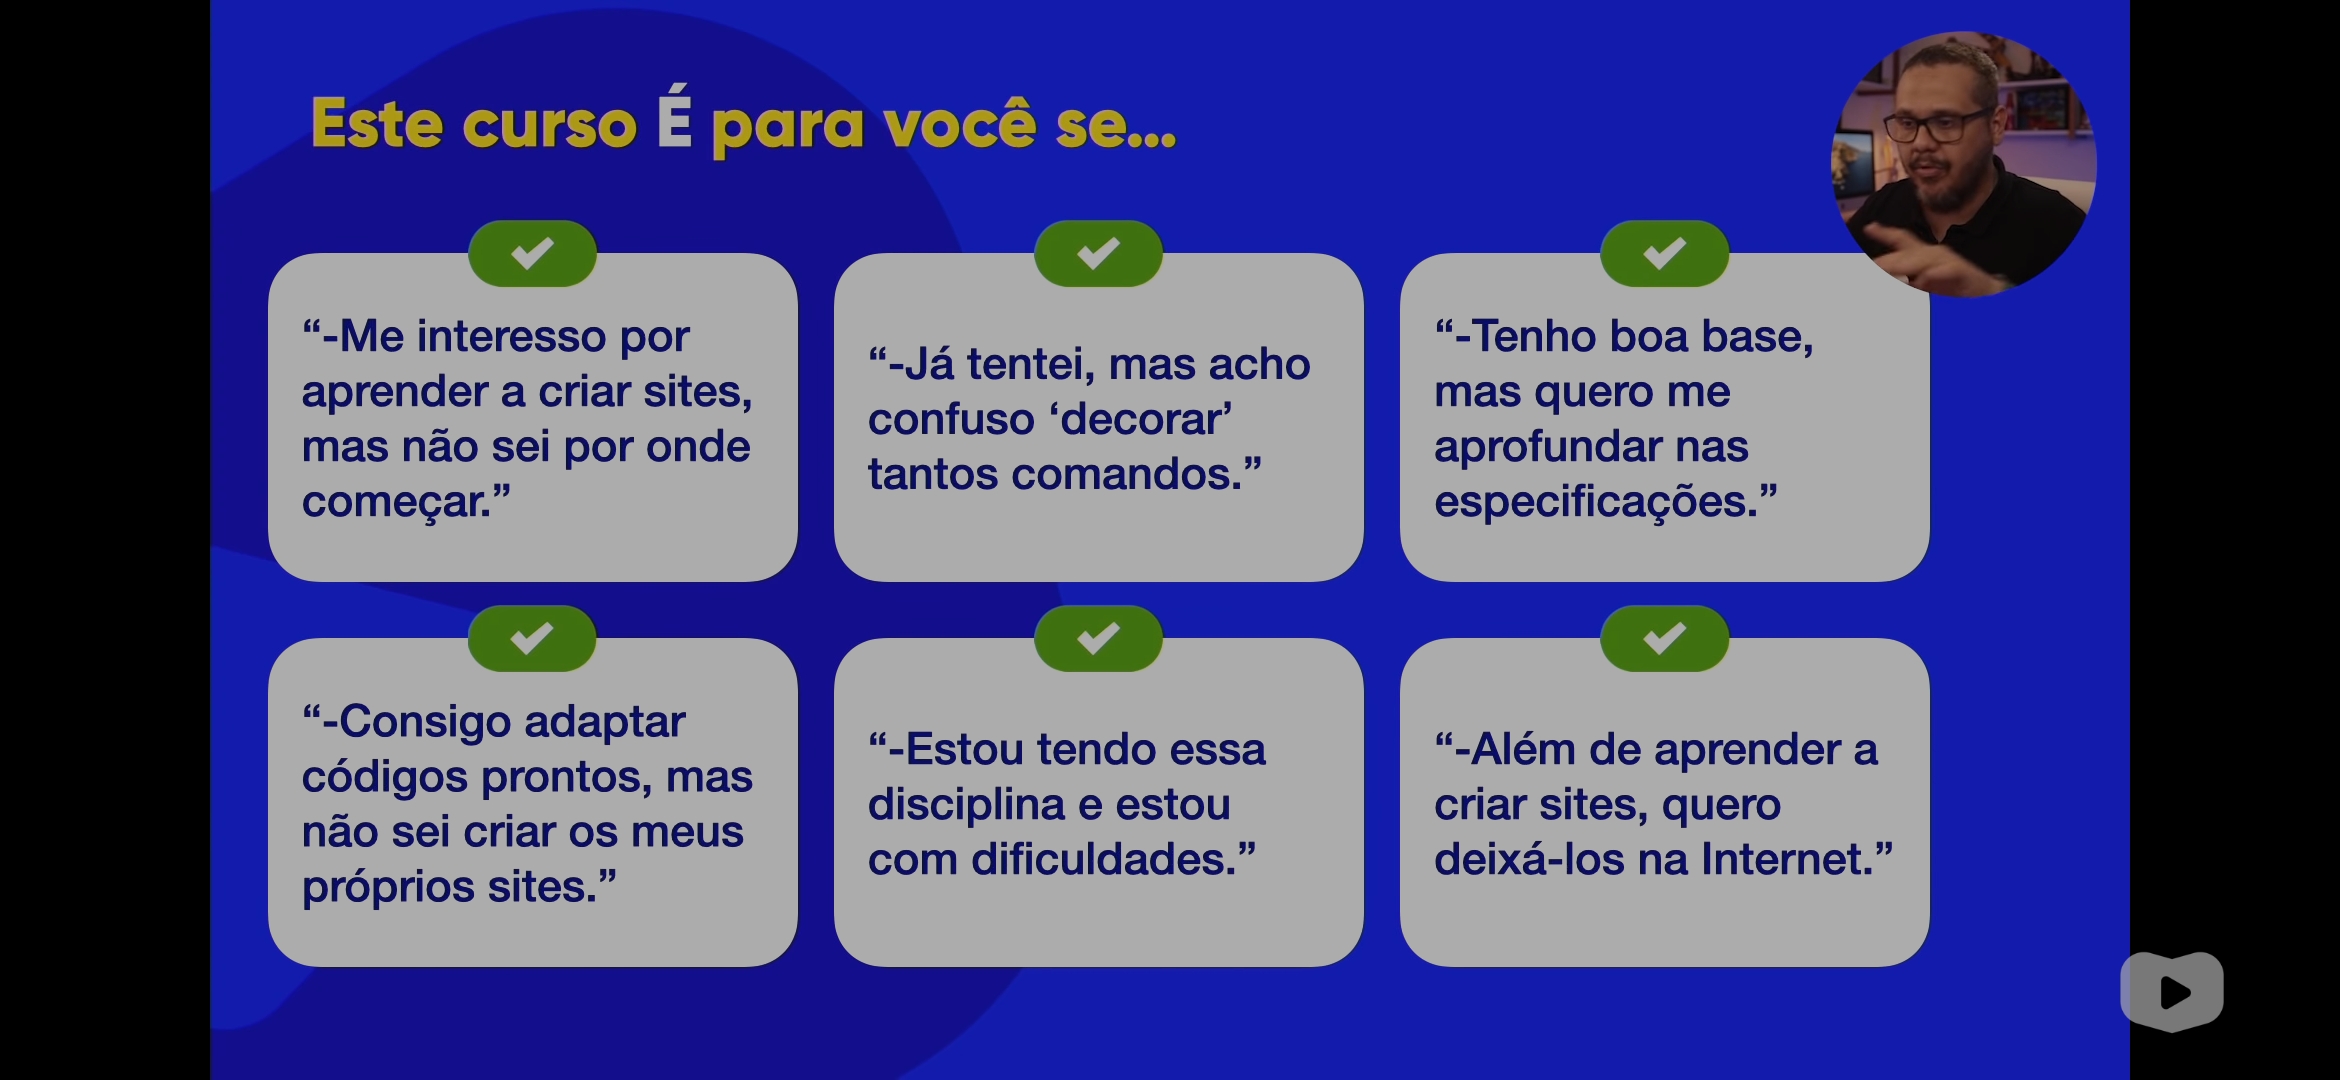 Este curso É para você se...
“-Me interesso por
aprender a criar sites,
mas não sei por onde
começar.”
“-Já tentei, mas acho
confuso ‘decorar’
tantos comandos.”
“-Tenho boa base,
mas quero me
aprofundar nas
especificações.”
“-Consigo adaptar
códigos prontos, mas
não sei criar os meus
próprios sites.”
“-Estou tendo essa
disciplina e estou
com dificuldades.”
“-Além de aprender a
criar sites, quero
deixá-los na Internet.”